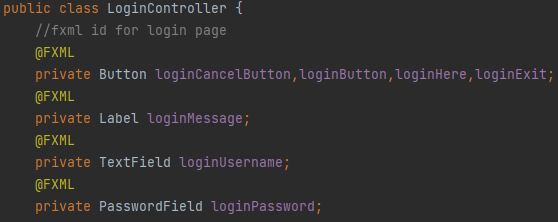 public class LoginController {
//fxml id for login page
@FXML
private Button loginCancelButton,loginButton,loginHere,loginExit;
@FXML
private Label loginMessage;
@FXML
private TextField loginUsername;
@FXML
private PasswordField loginPassword;